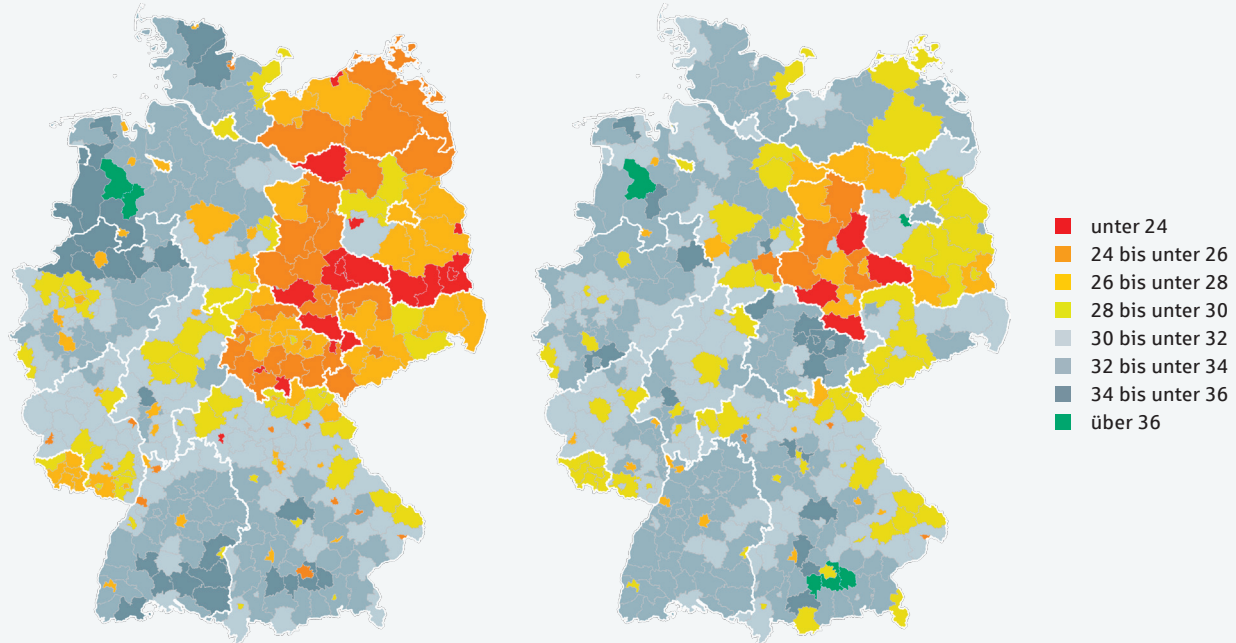 unter 24
24 bis unter 26
26 bis unter 28
28 bis unter 30
30 bis unter 32
32 bis unter 34
34 bis unter 36
über 36